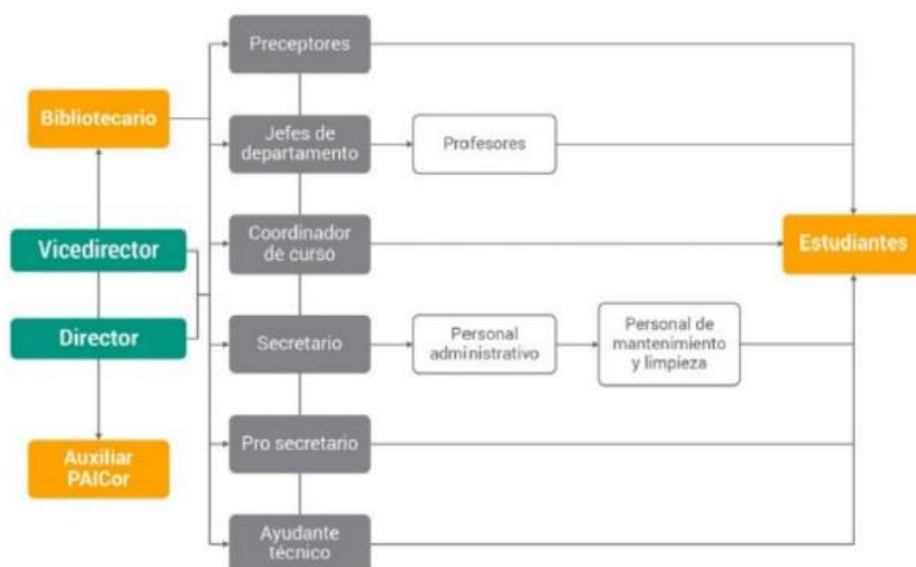 Preceptores
Bibliotecario
Jefes de
departamento
Profesores
Vicedirector
Coordinador
de curso
Estudiantes
Director
Secretario
Personal
administrativo
Personal de
mantenimiento
y limpieza
Auxiliar
PAICor
Pro secretario
Ayudante
técnico